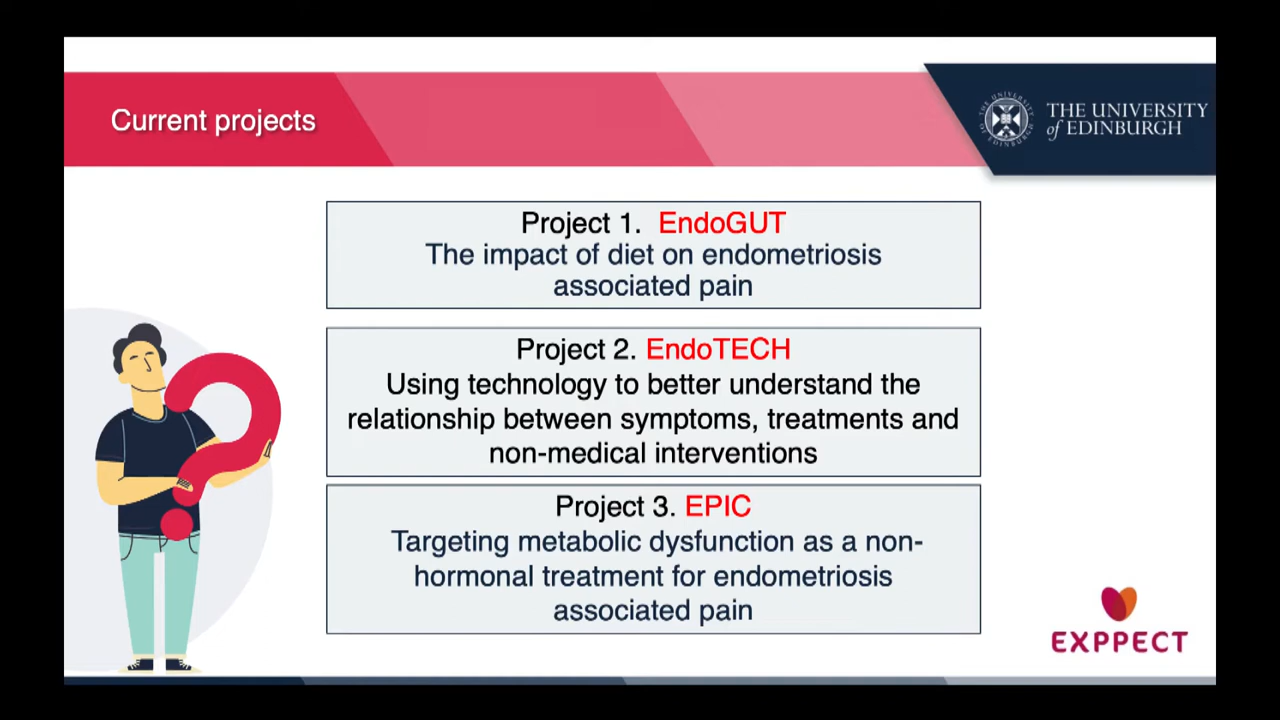 Current projects
THE UNIVERSITY
of EDINBURGH
Project 1. EndoGUT
The impact of diet on endometriosis
associated pain
Project 2. EndoTECH
Using technology to better understand the
relationship between symptoms, treatments and
non-medical interventions
Project 3. EPIC
Targeting metabolic dysfunction as a non-
hormonal treatment for endometriosis
associated pain
EXPPECT